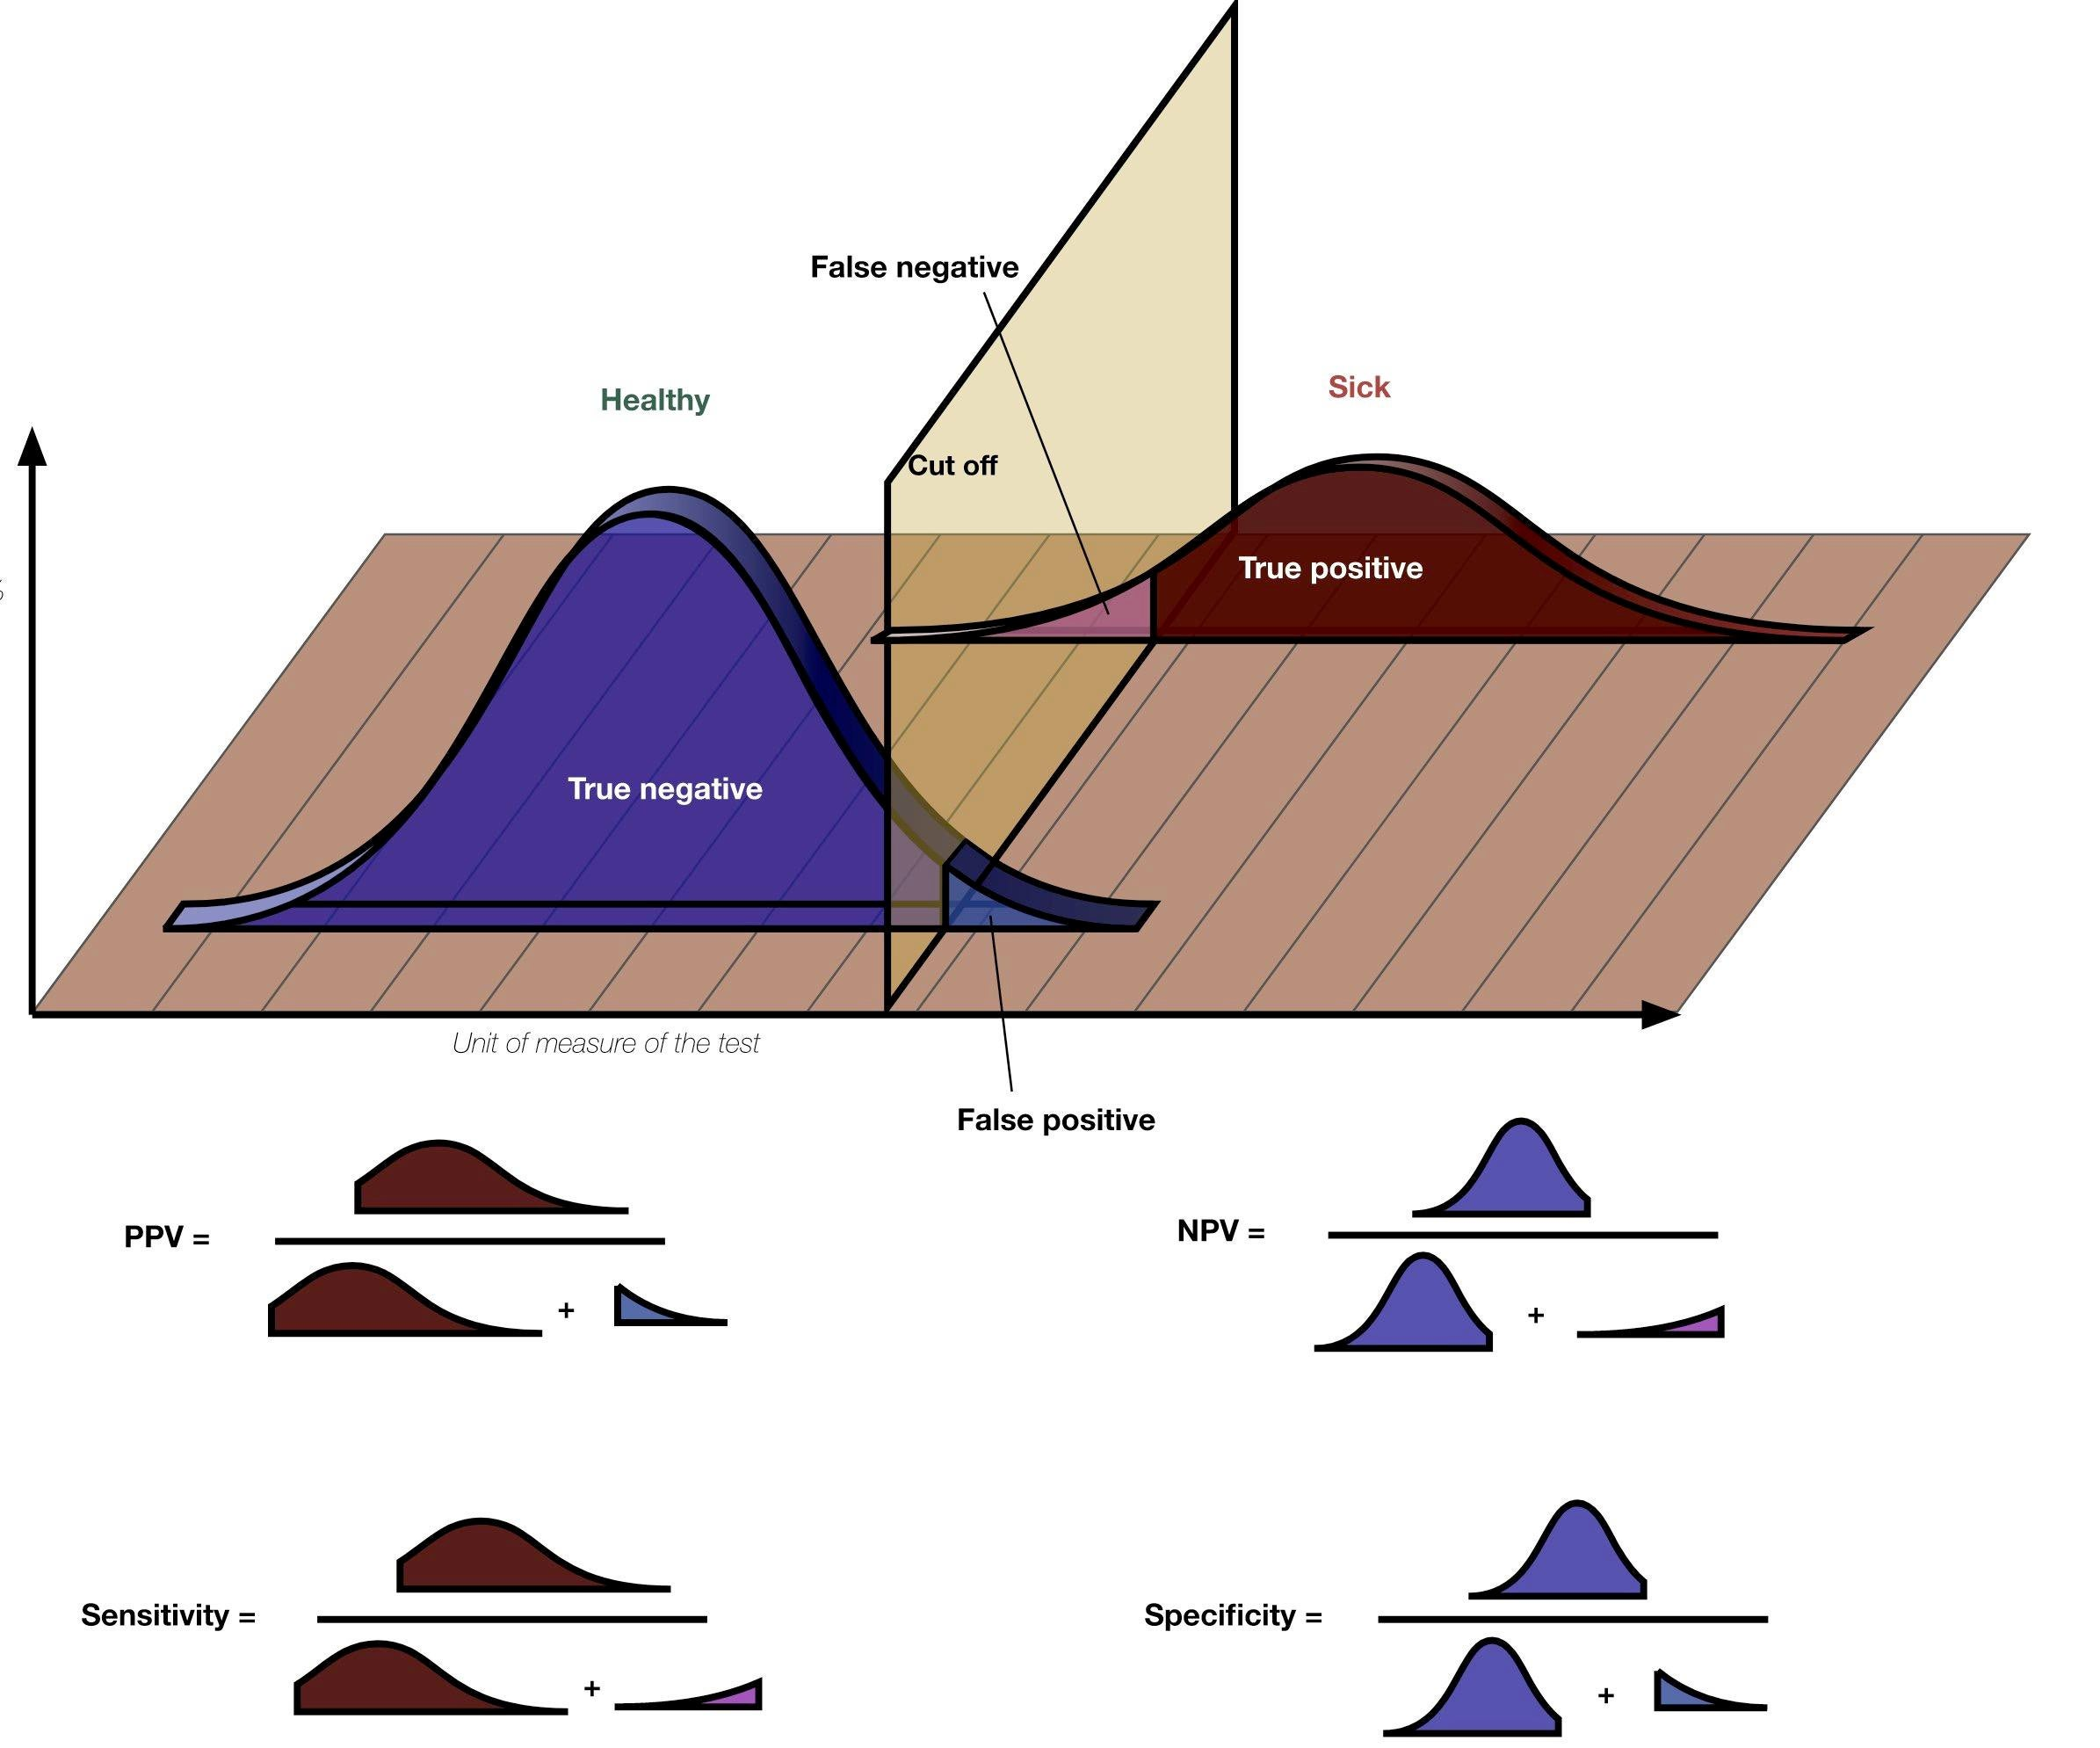 False negative
Healthy
Sick
Cut off
True positive
True negative
Unit of measure of the test
False positive
PPV =
+
NPV =
+
Sensitivity =
+
Specificity =
+